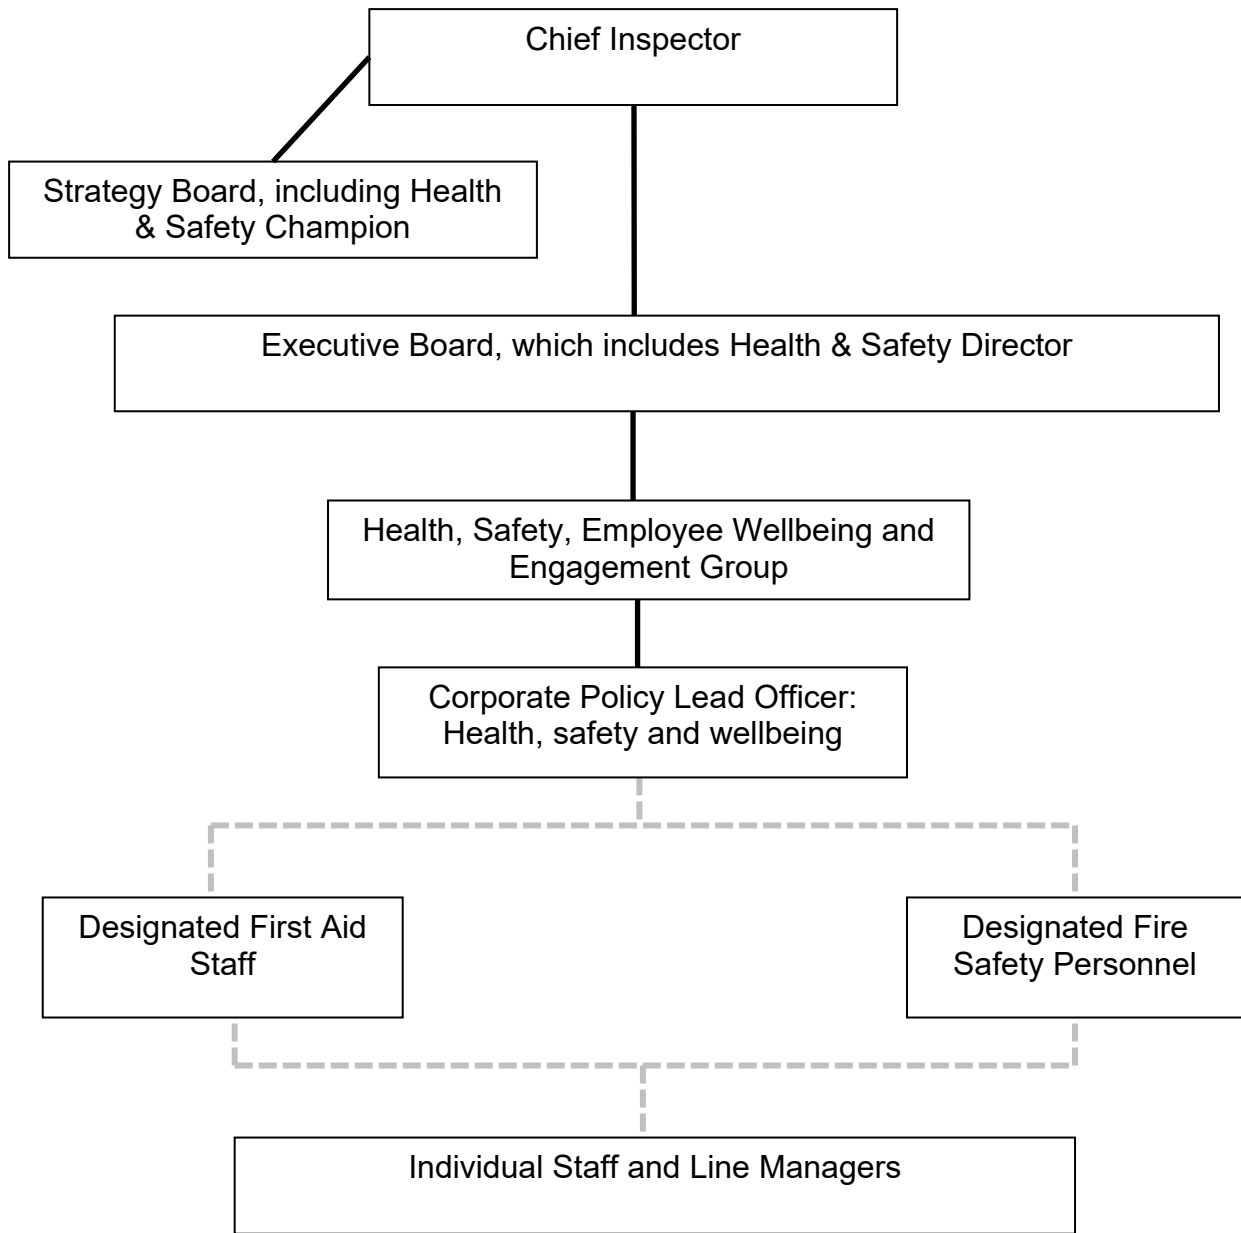 Chief Inspector
Strategy Board, including Health
& Safety Champion
Executive Board, which includes Health & Safety Director
Health, Safety, Employee Wellbeing and
Engagement Group
Corporate Policy Lead Officer:
Health, safety and wellbeing
Designated First Aid
Staff
Designated Fire
Safety Personnel
Individual Staff and Line Managers